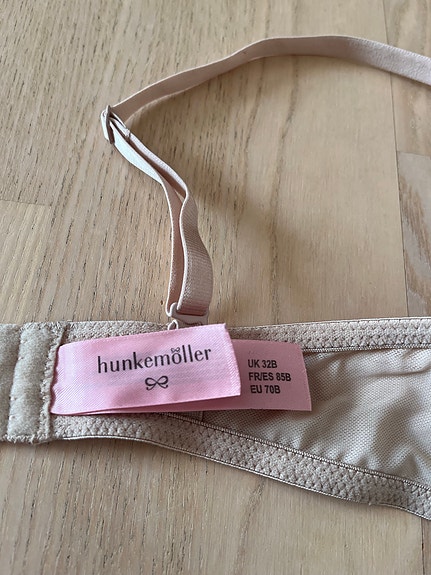 hunkemöller
UK 32B
FR/ES 85B
EU 70B